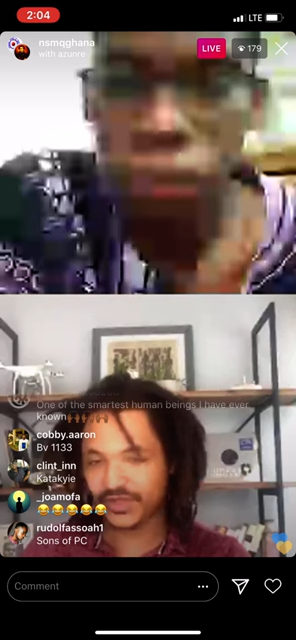 2:04
LTE
nsmqghana
with azunre
LIVE
179
One of the smartest human beings I have ever
known
cobby.aaron
Bv 1133
clint_inn
Katakyie
_joamofa
😂😂😂😂😂
rudolfassoah1
Sons of PC
Comment